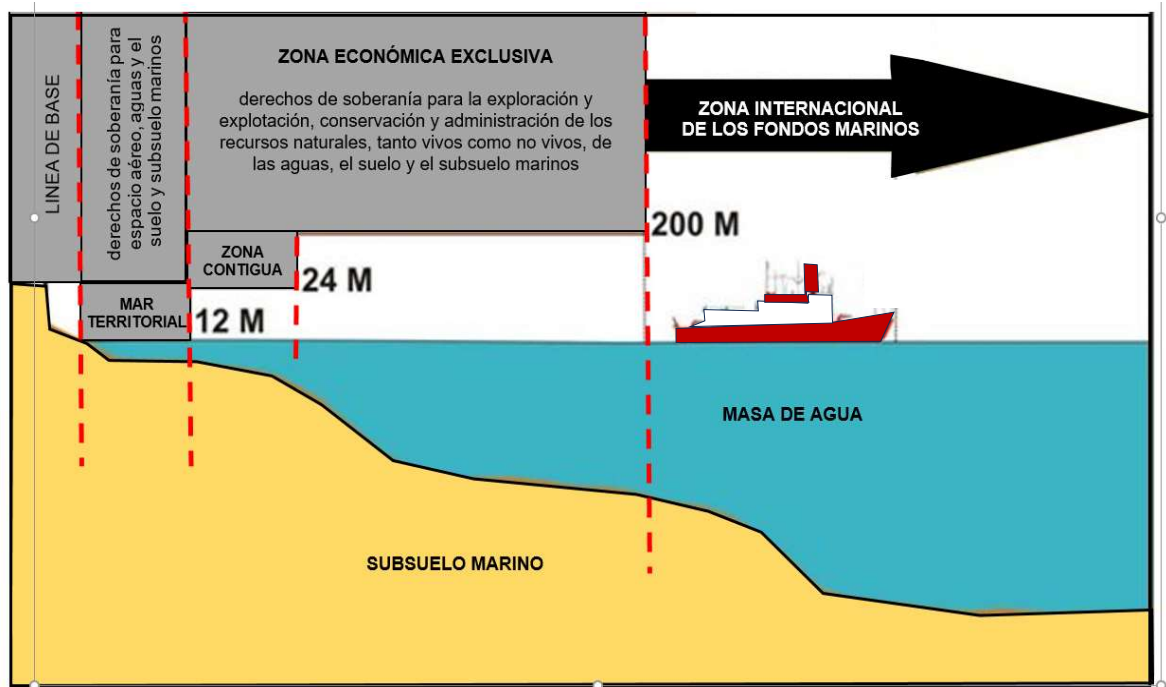 LINEA DE BASE
derechos de soberanía para
espacio aéreo, aguas y el
suelo y subsuelo marinos
ZONA ECONÓMICA EXCLUSIVA
derechos de soberanía para la exploración y
explotación, conservación y administración de los
recursos naturales, tanto vivos como no vivos, de
las aguas, el suelo y el subsuelo marinos
ZONA INTERNACIONAL
DE LOS FONDOS MARINOS
200 M
ZONA
CONTIGUA
24 M
MAR
TERRITORIAL
12 M
MASA DE AGUA
SUBSUELO MARINO